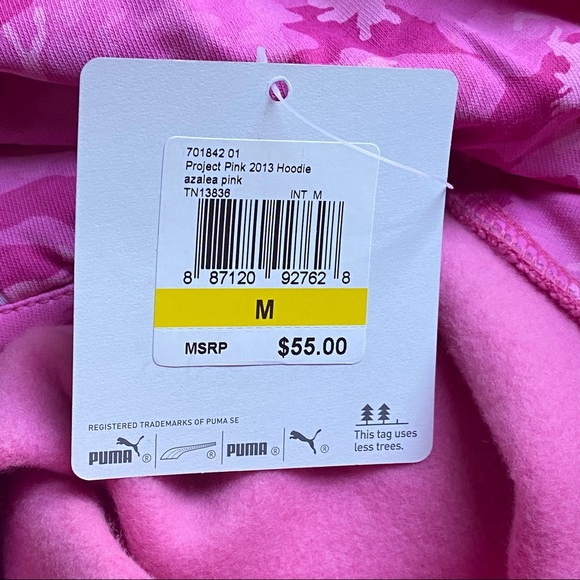 701842 01
Project Pink 2013 Hoodie
azalea pink
TN13836 INT M
8 87120 92762 8
M
MSRP $55.00
REGISTERED TRADEMARKS OF PUMA SE
PUMA ® ® PUMA ® ®
This tag uses
less trees.